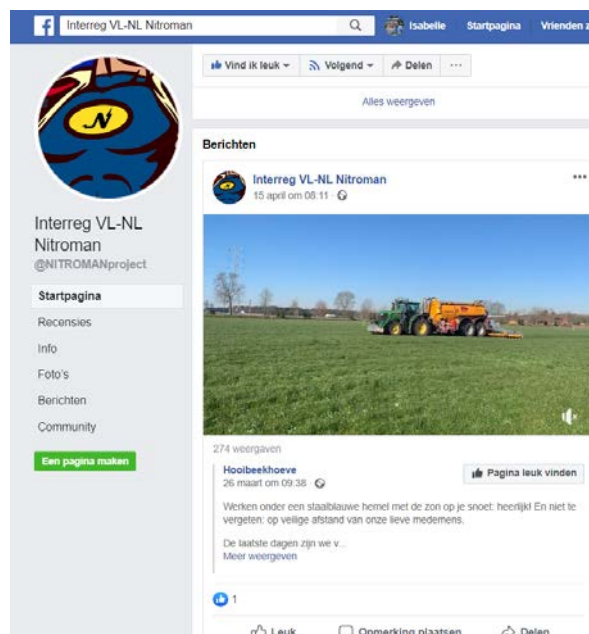 Interreg VL-NL Nitroman
Isabelle
Startpagina
Vrienden z
Vind ik leuk
Volgend
Delen
Alles weergeven
N
Interreg VL-NL
Nitroman
@NITROMANproject
Startpagina
Recensies
Info
Foto's
Berichten
Community
Een pagina maken
Berichten
Interreg VL-NL Nitroman
15 april om 08:11
274 weergaven
Hooibeekhoeve
26 maart om 09:38
Pagina leuk vinden
Werken onder een staalblauwe hemel met de zon op je snoet: heerlijk! En niet te
vergeten: op veilige afstand van onze lieve medemens.
De laatste dagen zijn we v...
Meer weergeven
1
Leuk
Opmerking plaatsen
Delen